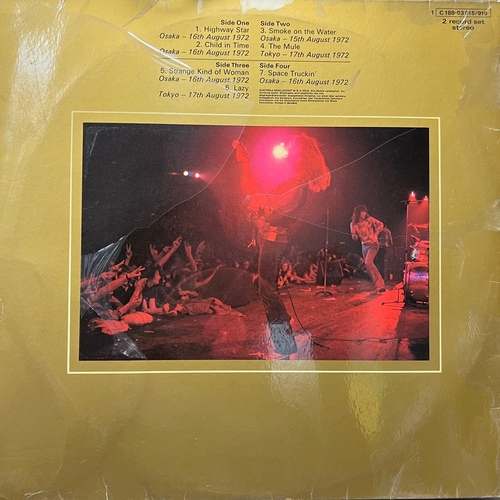 Side One
1. Highway Star
Osaka – 16th August 1972
2. Child in Time
Osaka – 16th August 1972
Side Two
3. Smoke on the Water
Osaka – 15th August 1972
4. The Mule
Tokyo – 17th August 1972
Side Three
5. Strange Kind of Woman
Osaka – 16th August 1972
6. Lazy
Tokyo – 17th August 1972
Side Four
7. Space Truckin'
Osaka – 16th August 1972
2 record set
stereo